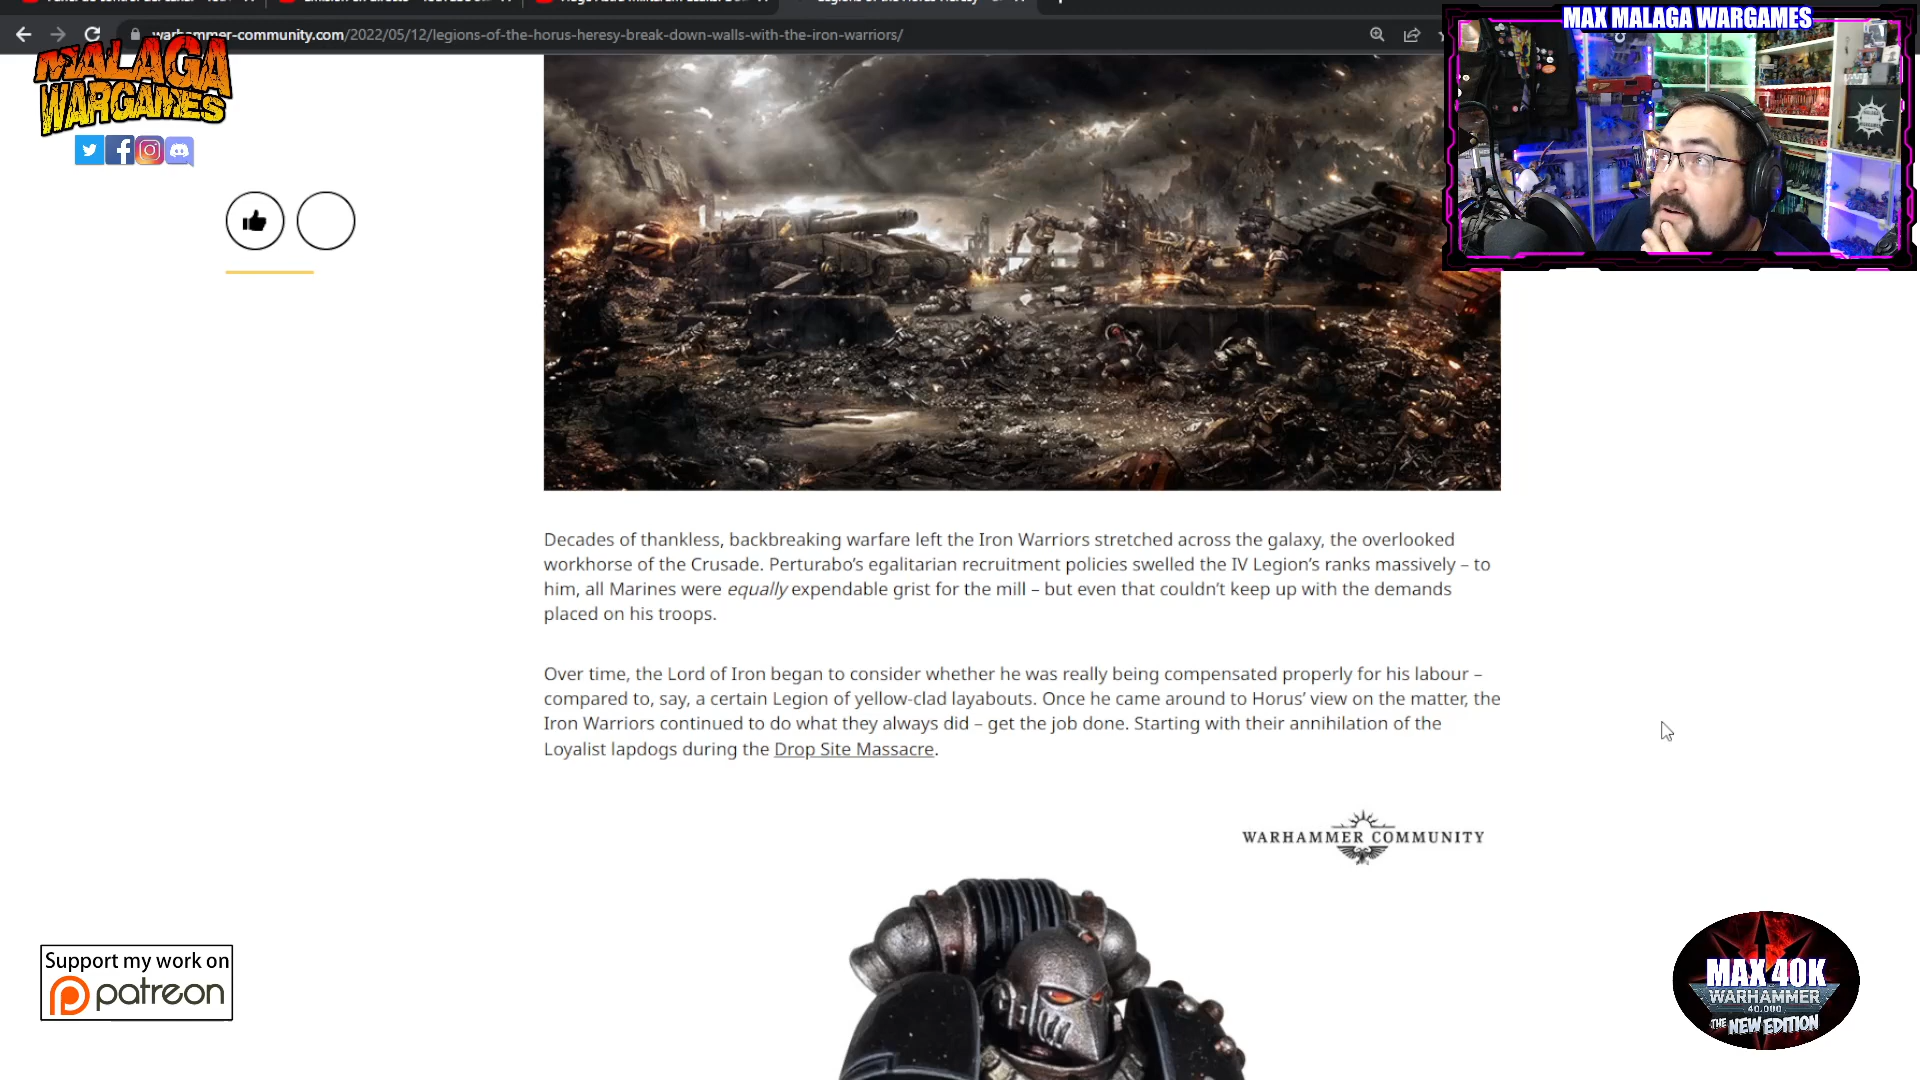 warhammer-community.com/2022/05/12/legions-of-the-horus-heresy-break-down-walls-with-the-iron-warriors/
MAX MALAGA WARGAMES
MALAGA
WARGAMES
Decades of thankless, backbreaking warfare left the Iron Warriors stretched across the galaxy, the overlooked
workhorse of the Crusade. Perturabo’s egalitarian recruitment policies swelled the IV Legion’s ranks massively – to
him, all Marines were equally expendable grist for the mill – but even that couldn’t keep up with the demands
placed on his troops.
Over time, the Lord of Iron began to consider whether he was really being compensated properly for his labour –
compared to, say, a certain Legion of yellow-clad layabouts. Once he came around to Horus’ view on the matter, the
Iron Warriors continued to do what they always did – get the job done. Starting with their annihilation of the
Loyalist lapdogs during the Drop Site Massacre.
WARHAMMER COMMUNITY
Support my work on
patreon
MAX 40K
WARHAMMER
40,000
THE NEW EDITION